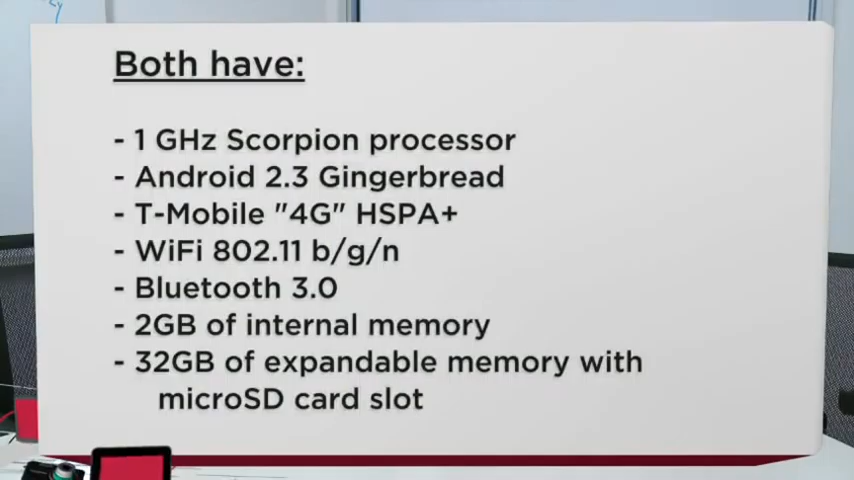 Both have:
- 1 GHz Scorpion processor
- Android 2.3 Gingerbread
- T-Mobile "4G" HSPA+
- WiFi 802.11 b/g/n
- Bluetooth 3.0
- 2GB of internal memory
- 32GB of expandable memory with
microSD card slot